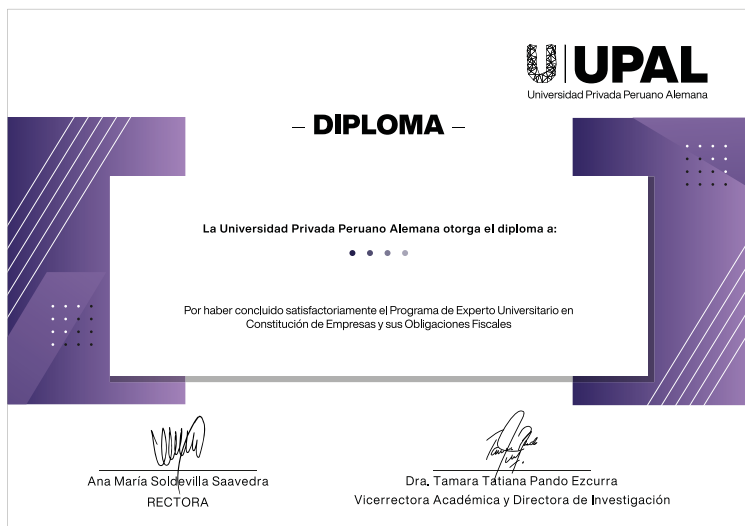 UPAL
Universidad Privada Peruano Alemana
– DIPLOMA –
La Universidad Privada Peruano Alemana otorga el diploma a:
Por haber concluido satisfactoriamente el Programa de Experto Universitario en
Constitución de Empresas y sus Obligaciones Fiscales
Ana María Soldevilla Saavedra
RECTORA
Dra. Tamara Tatiana Pando Ezcurra
Vicerrectora Académica y Directora de Investigación